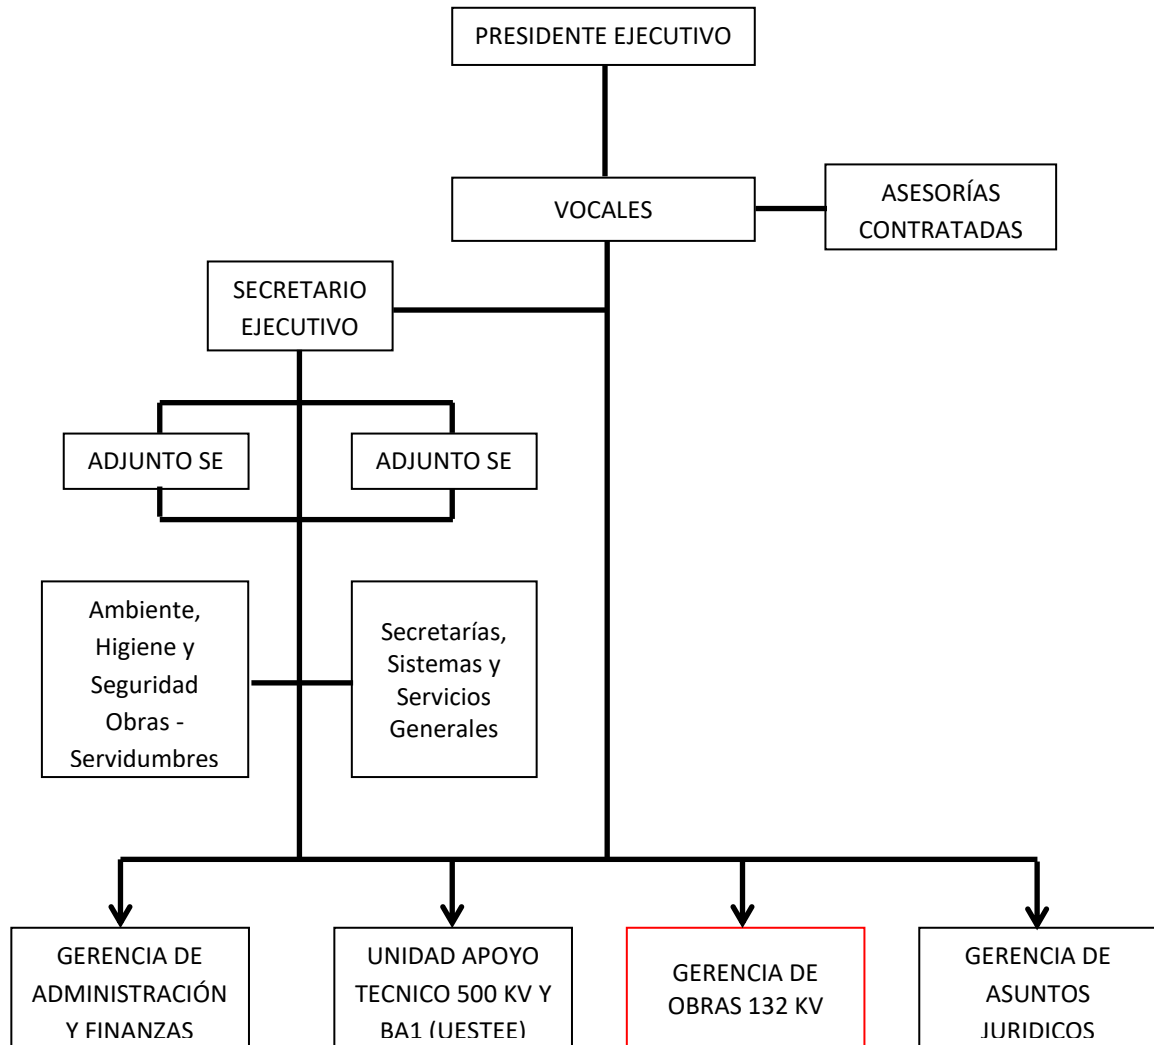 PRESIDENTE EJECUTIVO
VOCALES
ASESORÍAS
CONTRATADAS
SECRETARIO
EJECUTIVO
ADJUNTO SE
ADJUNTO SE
Ambiente,
Higiene y
Seguridad
Obras -
Servidumbres
Secretarías,
Sistemas y
Servicios
Generales
GERENCIA DE
ADMINISTRACIÓN
Y FINANZAS
UNIDAD APOYO
TECNICO 500 KV Y
BA1 (UESTEE)
GERENCIA DE
OBRAS 132 KV
GERENCIA DE
ASUNTOS
JURIDICOS